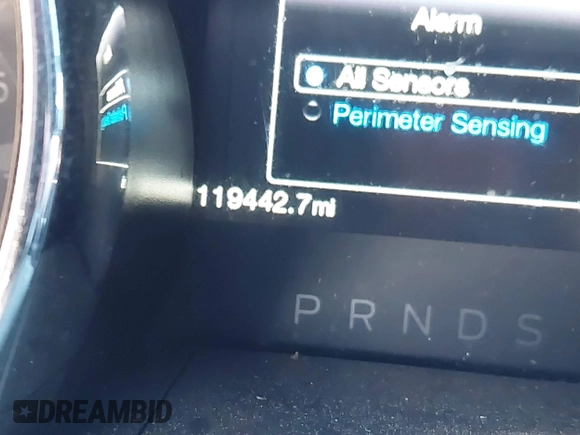 Alarm
All Sensors
Perimeter Sensing
119442.7mi
P R N D S
DREAMBID